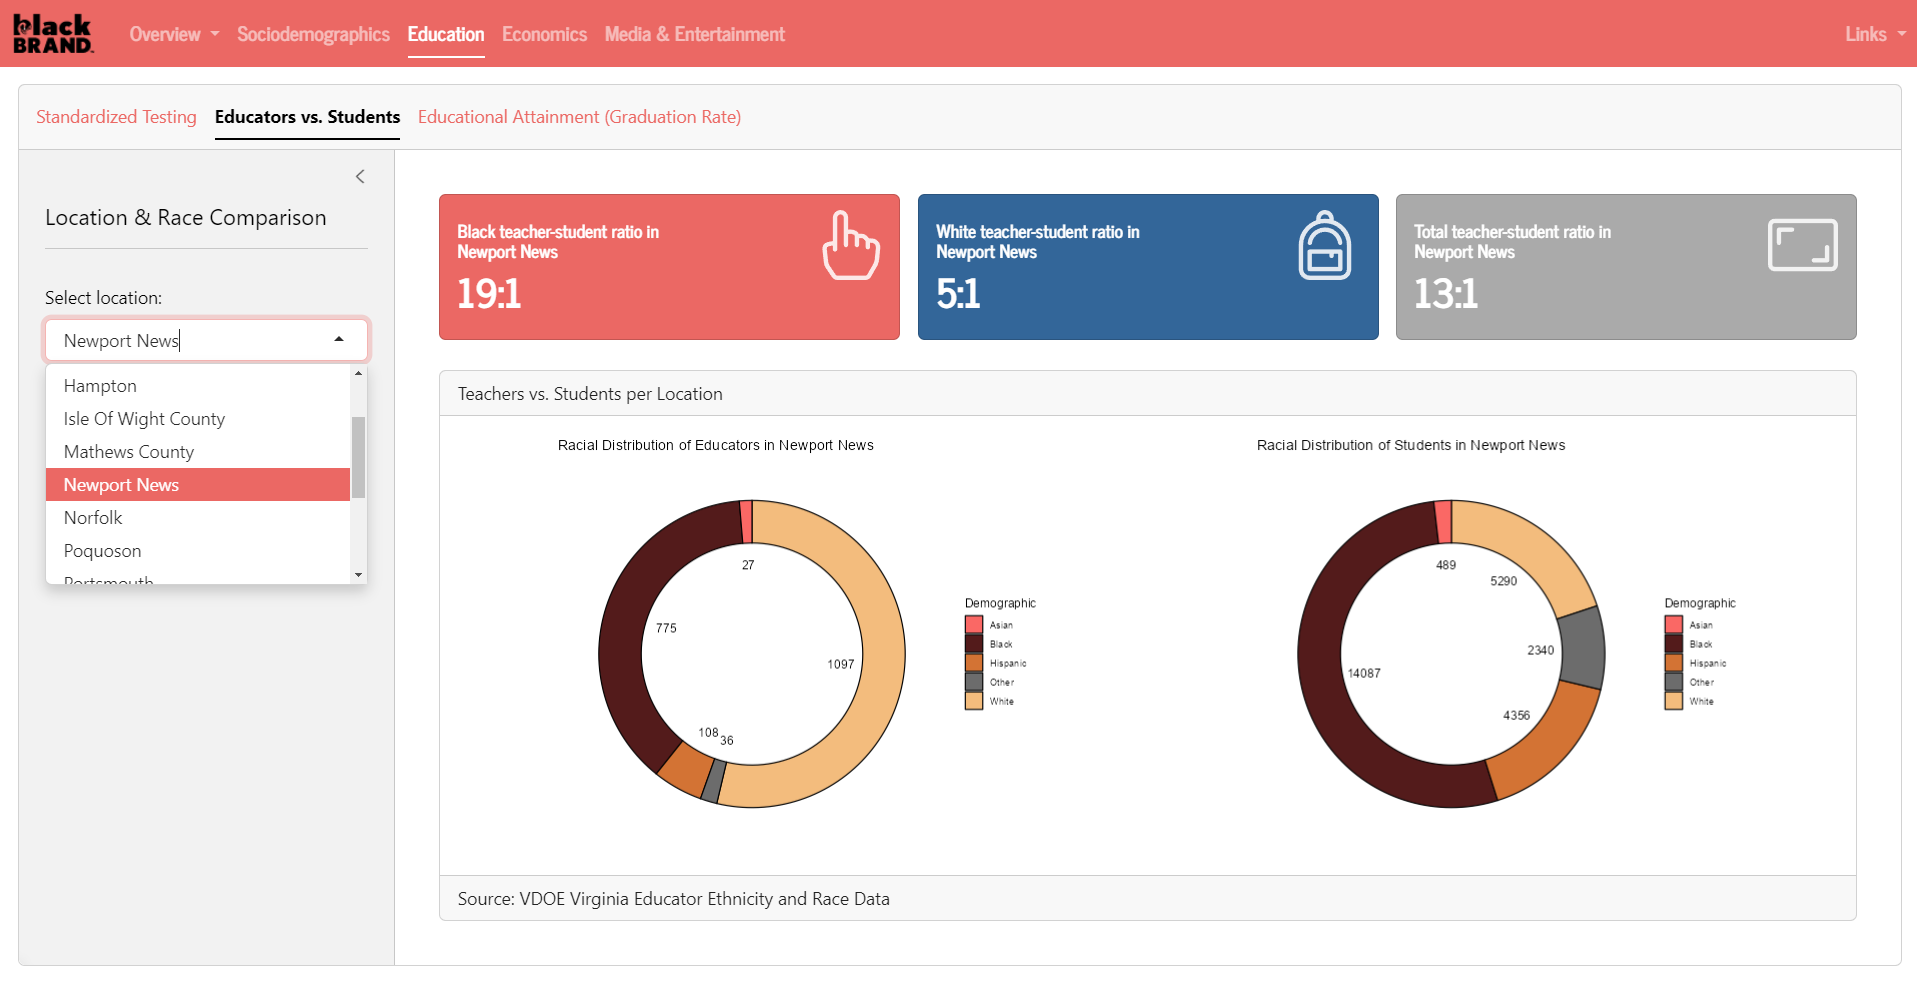 black
BRAND
Overview
Sociodemographics
Education
Economics
Media & Entertainment
Links
Standardized Testing
Educators vs. Students
Educational Attainment (Graduation Rate)
Location & Race Comparison
Select location:
Newport News
Hampton
Isle Of Wight County
Mathews County
Newport News
Norfolk
Poquoson
Portsmouth
Black teacher-student ratio in
Newport News
19:1
White teacher-student ratio in
Newport News
5:1
Total teacher-student ratio in
Newport News
13:1
Teachers vs. Students per Location
Racial Distribution of Educators in Newport News
27
775
1097
108
36
Demographic
Asian
Black
Hispanic
Other
White
Racial Distribution of Students in Newport News
489
5290
2340
14087
4356
Demographic
Asian
Black
Hispanic
Other
White
Source: VDOE Virginia Educator Ethnicity and Race Data